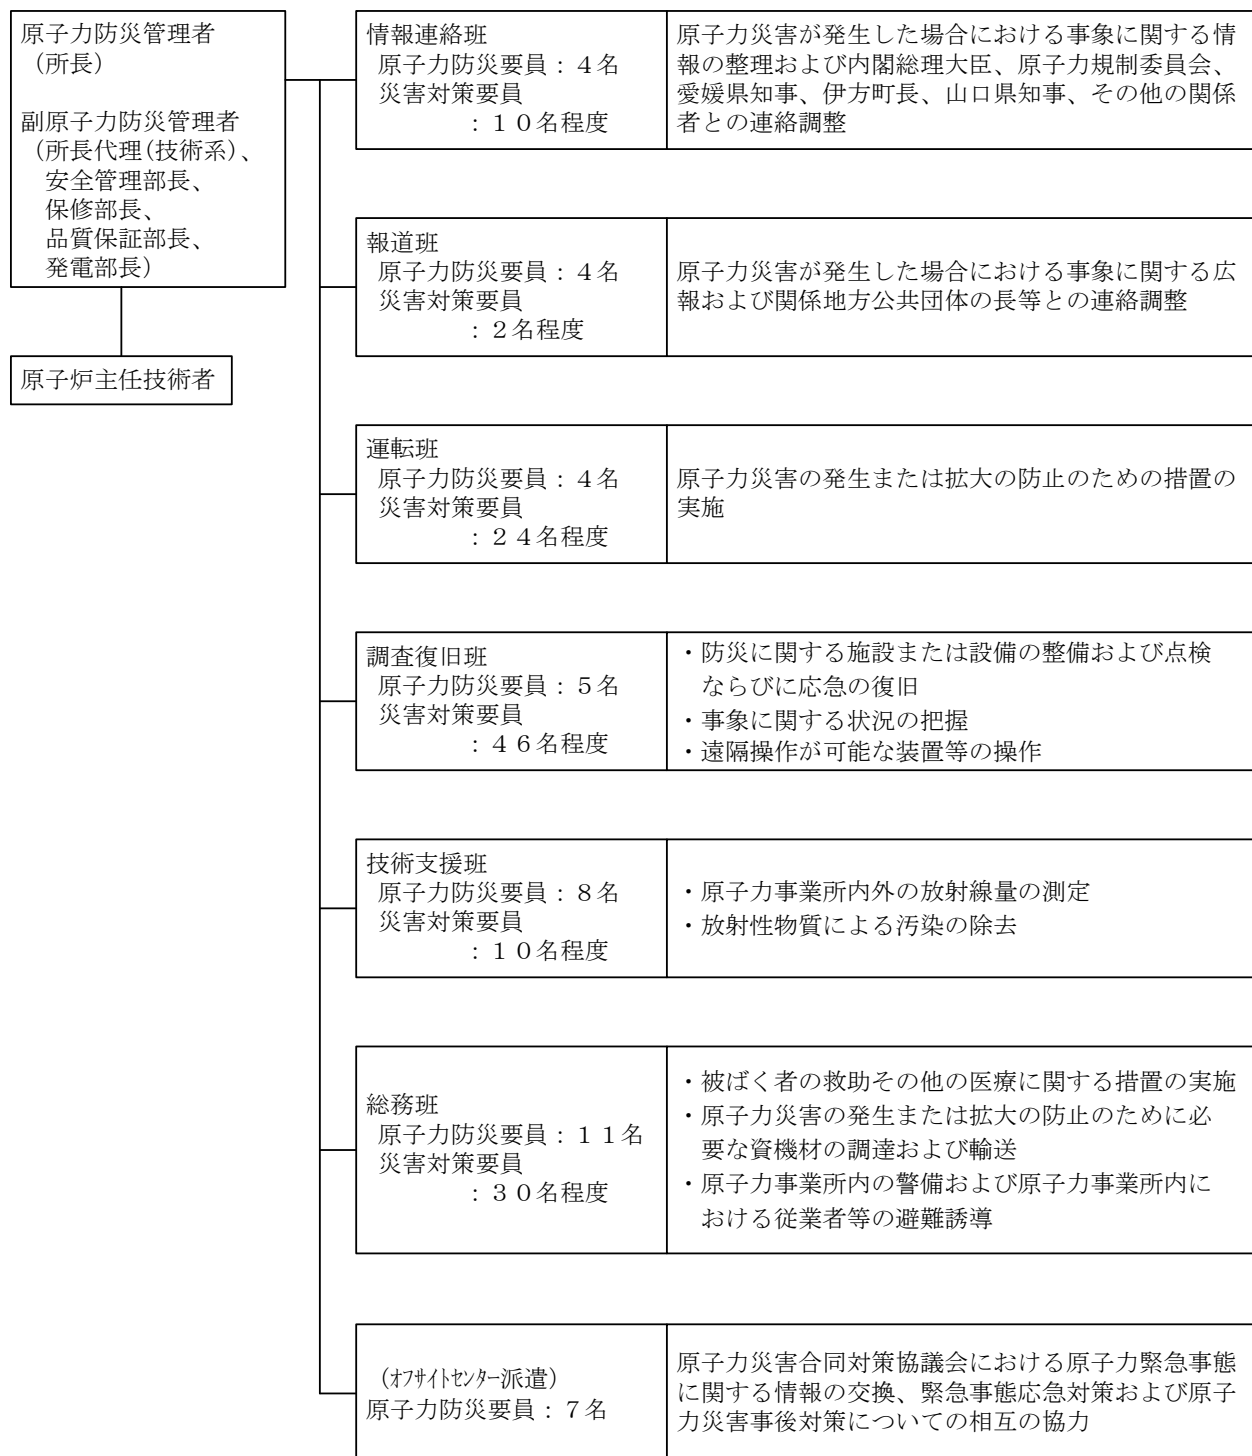 原子力防災管理者
(所長)
副原子力防災管理者
(所長代理(技術系)、
安全管理部長、
保修部長、
品質保証部長、
発電部長)
原子炉主任技術者
情報連絡班
原子力防災要員:4名
災害対策要員
:10名程度
原子力災害が発生した場合における事象に関する情
報の整理および内閣総理大臣、原子力規制委員会、
愛媛県知事、伊方町長、山口県知事、その他の関係
者との連絡調整
報道班
原子力防災要員:4名
災害対策要員
:2名程度
原子力災害が発生した場合における事象に関する広
報および関係地方公共団体の長等との連絡調整
運転班
原子力防災要員:4名
災害対策要員
:24名程度
原子力災害の発生または拡大の防止のための措置の
実施
調査復旧班
原子力防災要員:5名
災害対策要員
:46名程度
・防災に関する施設または設備の整備および点検
ならびに応急の復旧
・事象に関する状況の把握
・遠隔操作が可能な装置等の操作
技術支援班
原子力防災要員:8名
災害対策要員
:10名程度
・原子力事業所内外の放射線量の測定
・放射性物質による汚染の除去
総務班
原子力防災要員:11名
災害対策要員
:30名程度
・被ばく者の救助その他の医療に関する措置の実施
・原子力災害の発生または拡大の防止のために必
要な資機材の調達および輸送
・原子力事業所内の警備および原子力事業所内に
おける従業者等の避難誘導
(オフサイトセンター派遣)
原子力防災要員:7名
原子力災害合同対策協議会における原子力緊急事態
に関する情報の交換、緊急事態応急対策および原子
力災害事後対策についての相互の協力